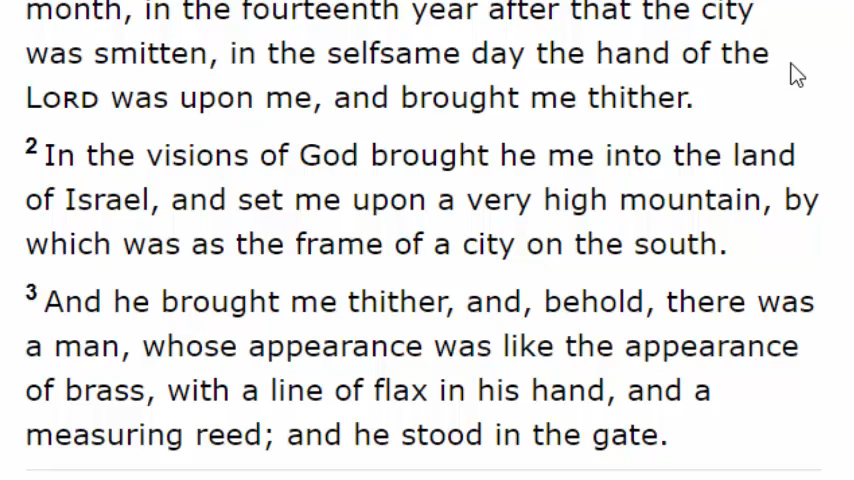 month, in the fourteenth year after that the city
was smitten, in the selfsame day the hand of the
LORD was upon me, and brought me thither.
2 In the visions of God brought he me into the land
of Israel, and set me upon a very high mountain, by
which was as the frame of a city on the south.
3 And he brought me thither, and, behold, there was
a man, whose appearance was like the appearance
of brass, with a line of flax in his hand, and a
measuring reed; and he stood in the gate.